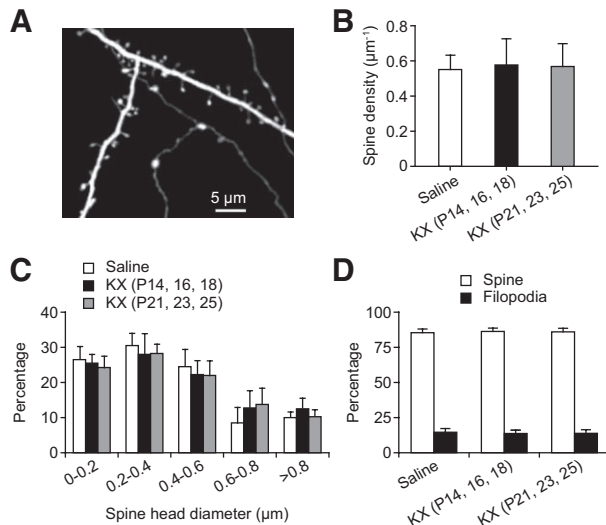 A
5 µm
B
Spine density (µm⁻¹)
0.8
0.6
0.4
0.2
0
Saline
KX (P14, 16, 18)
KX (P21, 23, 25)
C
Saline
KX (P14, 16, 18)
KX (P21, 23, 25)
Percentage
40
30
20
10
0
0–0.2
0.2–0.4
0.4–0.6
0.6–0.8
>0.8
Spine head diameter (µm)
D
Spine
Filopodia
Percentage
100
75
50
25
0
Saline
KX (P14, 16, 18)
KX (P21, 23, 25)